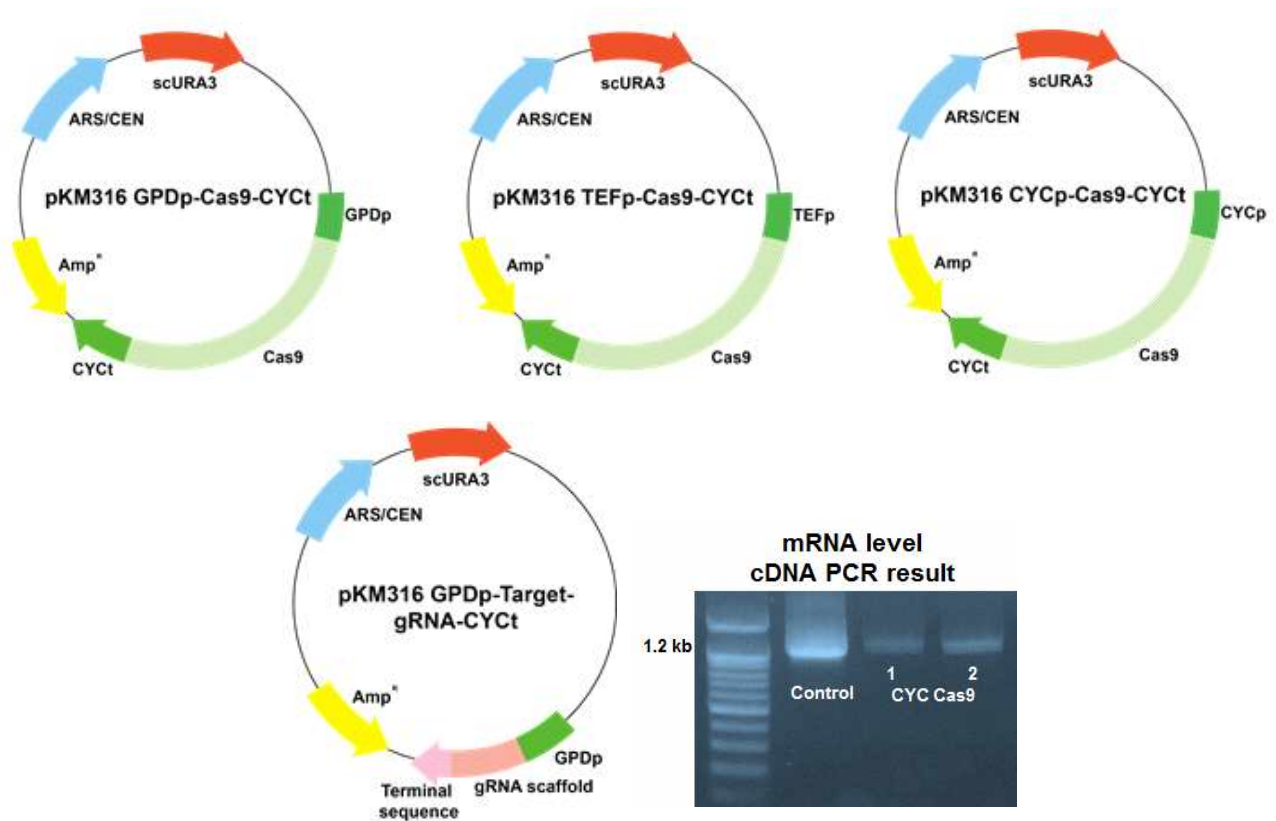 scURA3
ARS/CEN
pKM316 GPDp-Cas9-CYCt
GPDp
Amp*
CYCt
Cas9
scURA3
ARS/CEN
pKM316 TEFp-Cas9-CYCt
TEFp
Amp*
CYCt
Cas9
scURA3
ARS/CEN
pKM316 CYCp-Cas9-CYCt
CYCp
Amp*
CYCt
Cas9
scURA3
ARS/CEN
pKM316 GPDp-Target-
gRNA-CYCt
Amp*
GPDp
Terminal
sequence
gRNA scaffold
mRNA level
cDNA PCR result
1.2 kb
1 2
Control CYC Cas9